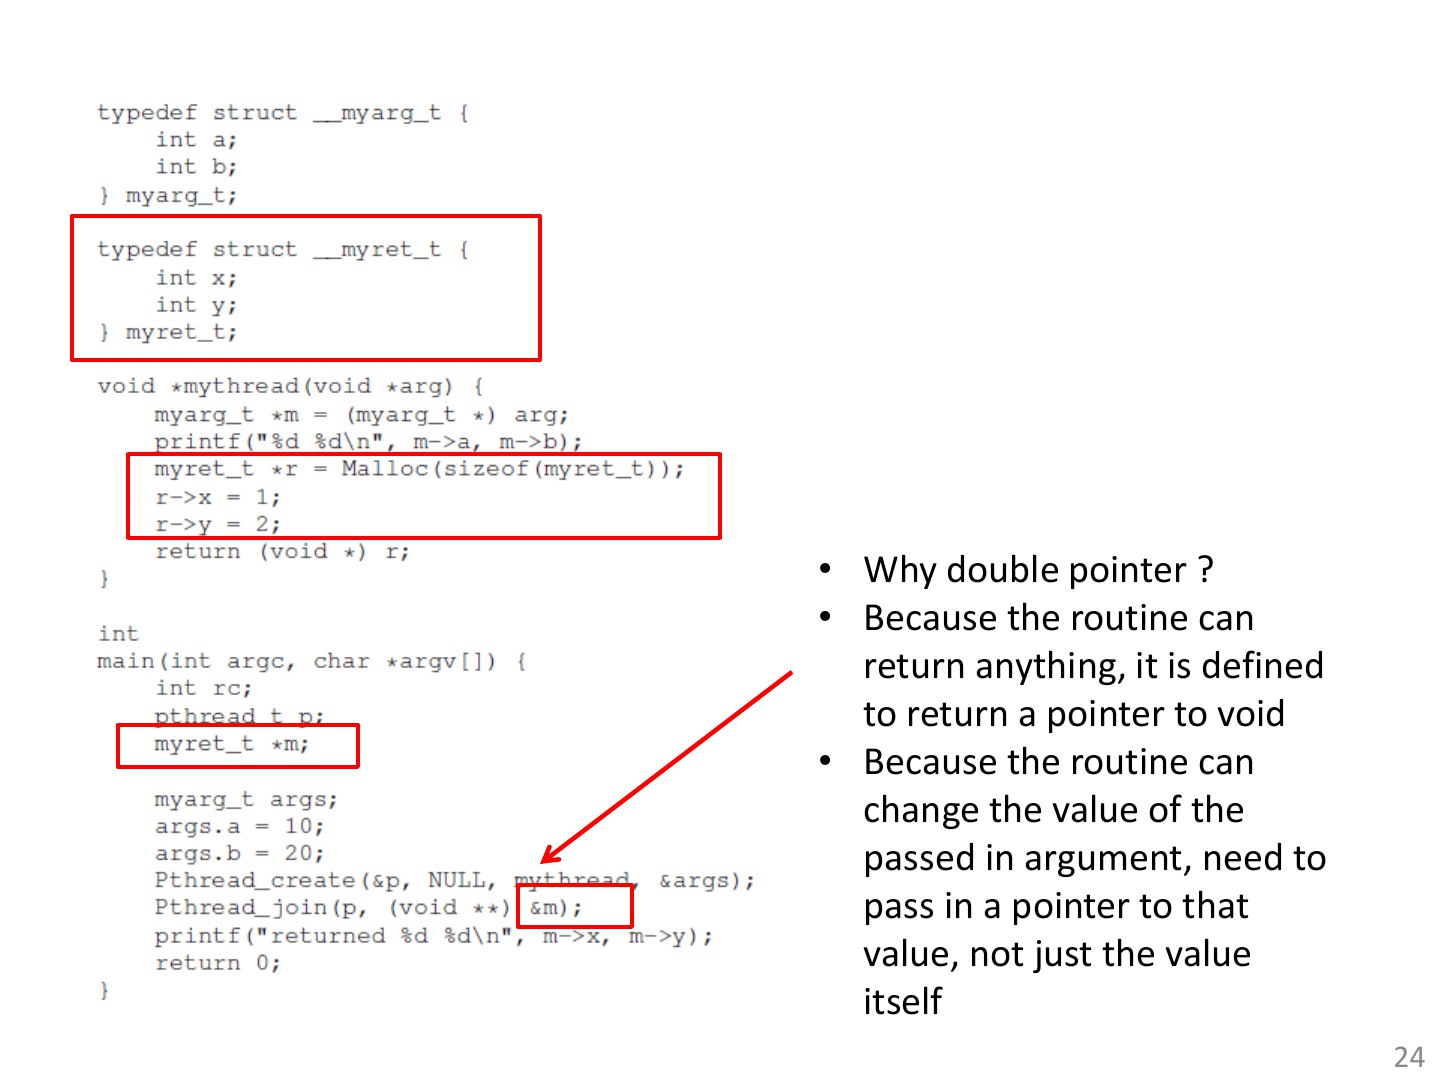 typedef struct __myarg_t {
    int a;
    int b;
} myarg_t;
typedef struct __myret_t {
    int x;
    int y;
} myret_t;
void *mythread(void *arg) {
    myarg_t *m = (myarg_t *) arg;
    printf("%d %d\n", m->a, m->b);
    myret_t *r = Malloc(sizeof(myret_t));
    r->x = 1;
    r->y = 2;
    return (void *) r;
}
int
main(int argc, char *argv[]) {
    int rc;
    pthread_t p;
    myret_t *m;
    myarg_t args;
    args.a = 10;
    args.b = 20;
    Pthread_create(&p, NULL, mythread, &args);
    Pthread_join(p, (void **) &m);
    printf("returned %d %d\n", m->x, m->y);
    return 0;
}
• Why double pointer ?
• Because the routine can
return anything, it is defined
to return a pointer to void
• Because the routine can
change the value of the
passed in argument, need to
pass in a pointer to that
value, not just the value
itself
24